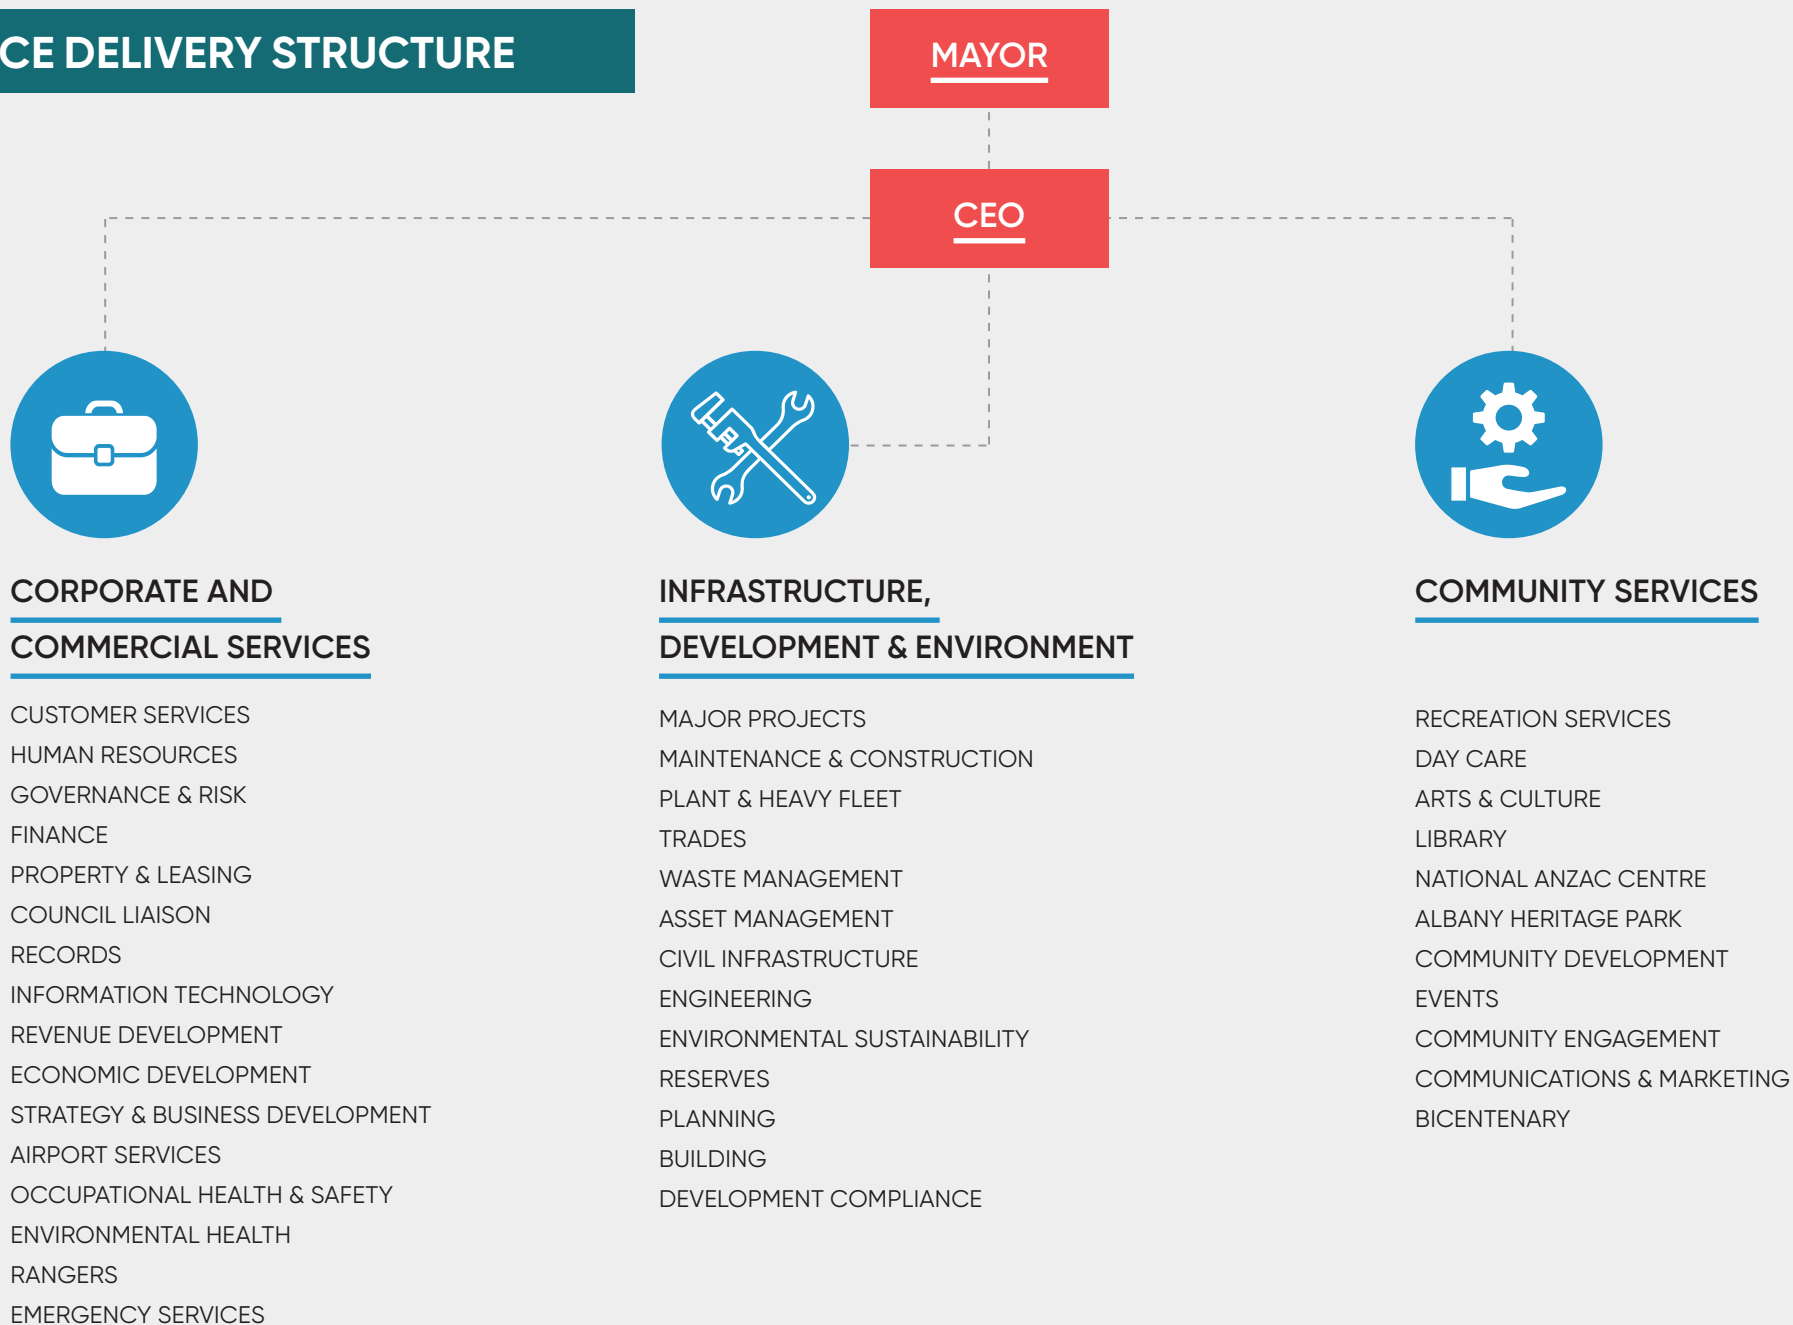 CE DELIVERY STRUCTURE
MAYOR
CEO
CORPORATE AND
COMMERCIAL SERVICES
CUSTOMER SERVICES
HUMAN RESOURCES
GOVERNANCE & RISK
FINANCE
PROPERTY & LEASING
COUNCIL LIAISON
RECORDS
INFORMATION TECHNOLOGY
REVENUE DEVELOPMENT
ECONOMIC DEVELOPMENT
STRATEGY & BUSINESS DEVELOPMENT
AIRPORT SERVICES
OCCUPATIONAL HEALTH & SAFETY
ENVIRONMENTAL HEALTH
RANGERS
EMERGENCY SERVICES
INFRASTRUCTURE,
DEVELOPMENT & ENVIRONMENT
MAJOR PROJECTS
MAINTENANCE & CONSTRUCTION
PLANT & HEAVY FLEET
TRADES
WASTE MANAGEMENT
ASSET MANAGEMENT
CIVIL INFRASTRUCTURE
ENGINEERING
ENVIRONMENTAL SUSTAINABILITY
RESERVES
PLANNING
BUILDING
DEVELOPMENT COMPLIANCE
COMMUNITY SERVICES
RECREATION SERVICES
DAY CARE
ARTS & CULTURE
LIBRARY
NATIONAL ANZAC CENTRE
ALBANY HERITAGE PARK
COMMUNITY DEVELOPMENT
EVENTS
COMMUNITY ENGAGEMENT
COMMUNICATIONS & MARKETING
BICENTENARY